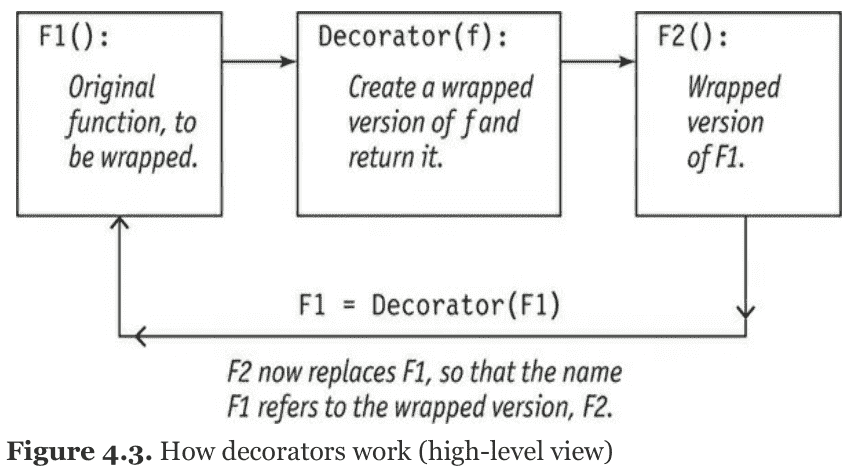 F1():
Original
function, to
be wrapped.
Decorator(f):
Create a wrapped
version of f and
return it.
F2():
Wrapped
version
of F1.
F1 = Decorator(F1)
F2 now replaces F1, so that the name
F1 refers to the wrapped version, F2.
Figure 4.3. How decorators work (high-level view)